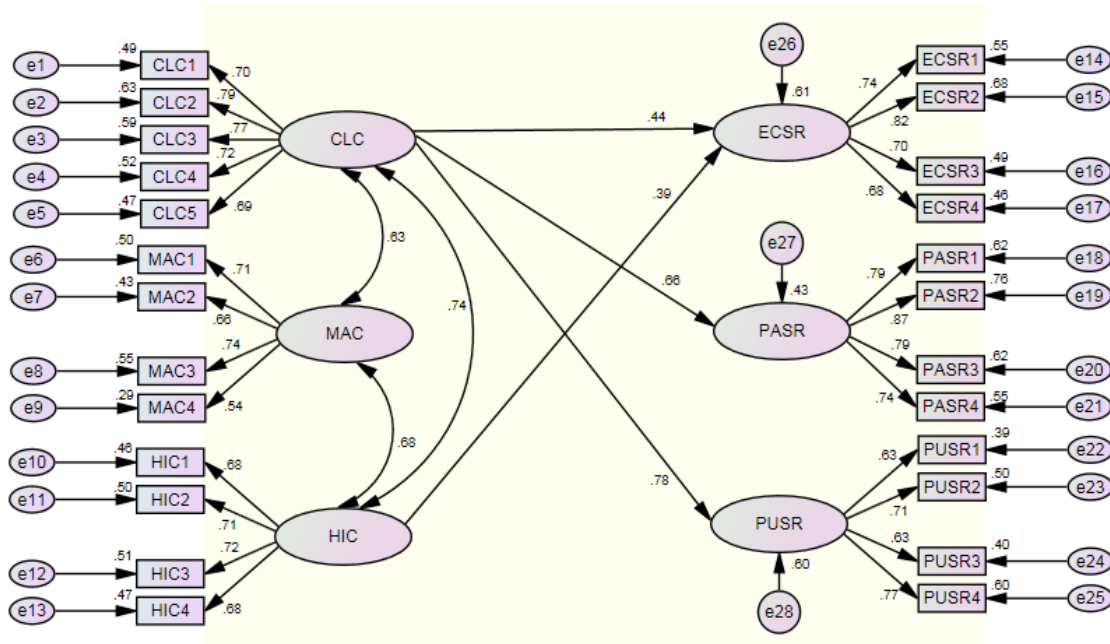 e1 .49 CLC1 .70
e2 .63 CLC2 .79
e3 .59 CLC3 .77
e4 .52 CLC4 .72
e5 .47 CLC5 .69
CLC
e6 .50 MAC1 .71
e7 .43 MAC2 .66
e8 .55 MAC3 .74
e9 .29 MAC4 .54
MAC
e10 .46 HIC1 .68
e11 .50 HIC2 .71
e12 .51 HIC3 .72
e13 .47 HIC4 .68
HIC
.63
.74
.68
.44
.39
.66
.78
e26
.61
ECSR
.74 ECSR1 .55 e14
.82 ECSR2 .68 e15
.70 ECSR3 .49 e16
.68 ECSR4 .46 e17
e27
.43
PASR
.79 PASR1 .62 e18
.87 PASR2 .76 e19
.79 PASR3 .62 e20
.74 PASR4 .55 e21
PUSR
.60
e28
.63 PUSR1 .39 e22
.71 PUSR2 .50 e23
.63 PUSR3 .40 e24
.77 PUSR4 .60 e25